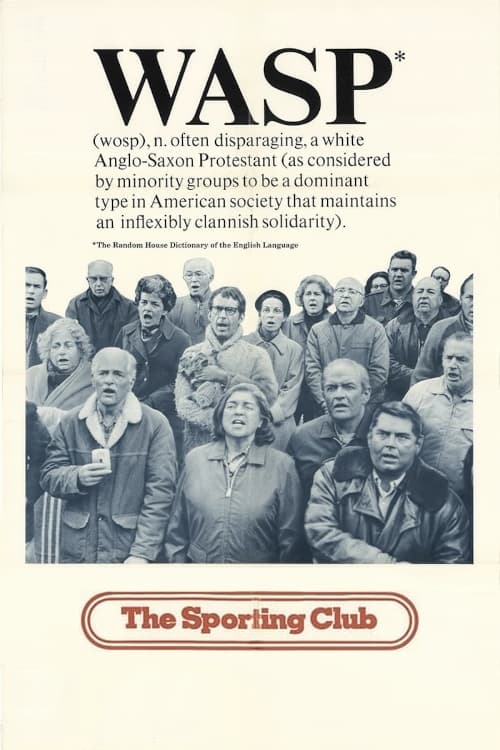 WASP*
(wosp), n. often disparaging, a white
Anglo-Saxon Protestant (as considered
by minority groups to be a dominant
type in American society that maintains
an inflexibly clannish solidarity).
*The Random House Dictionary of the English Language
The Sporting Club